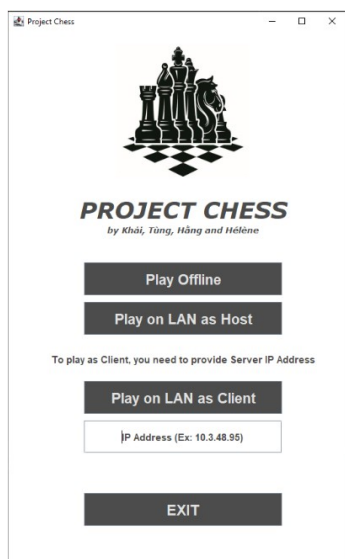 Project Chess
PROJECT CHESS
by Khải, Tùng, Hằng and Hélène
Play Offline
Play on LAN as Host
To play as Client, you need to provide Server IP Address
Play on LAN as Client
IP Address (Ex: 10.3.48.95)
EXIT